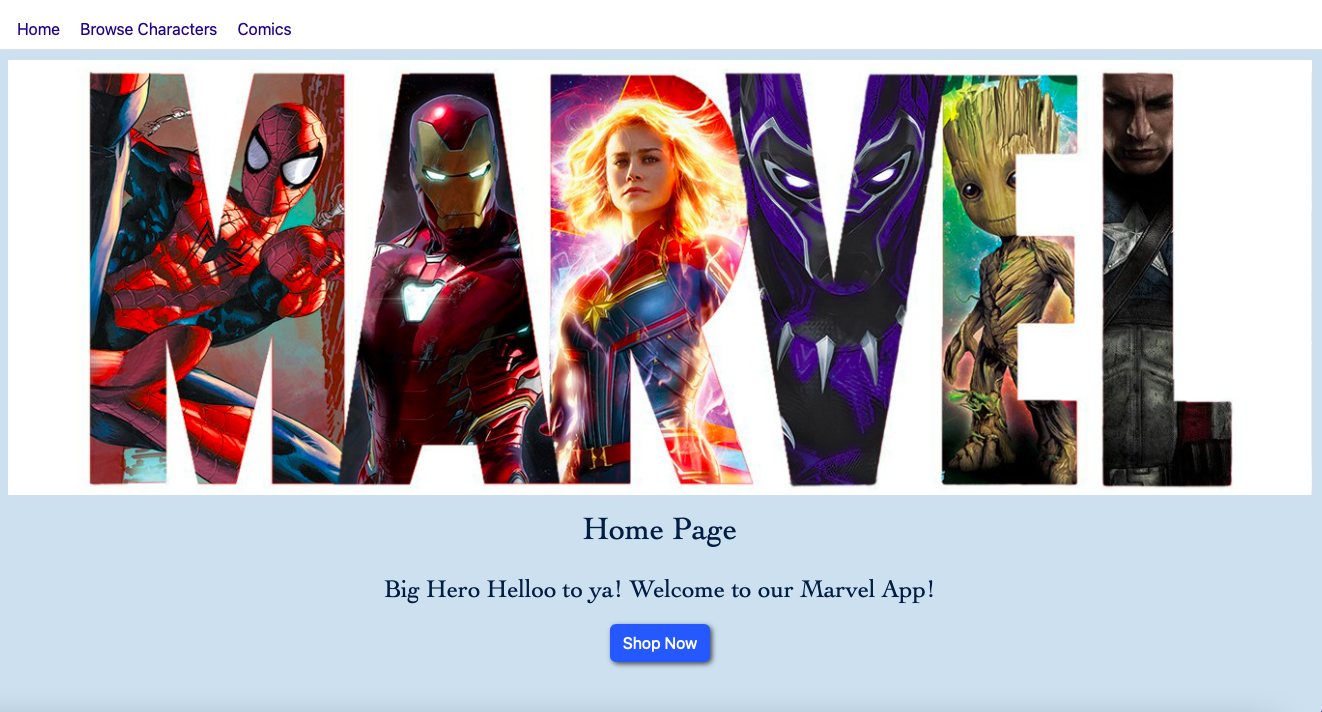 Home Browse Characters Comics
MARVEL
Home Page
Big Hero Helloo to ya! Welcome to our Marvel App!
Shop Now